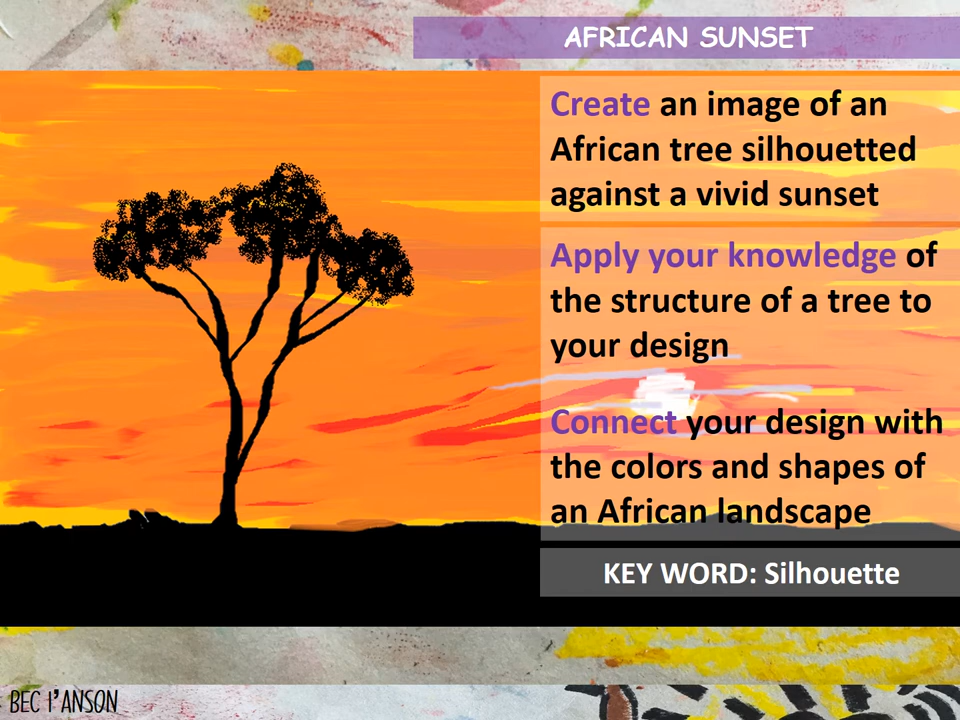 AFRICAN SUNSET
Create an image of an
African tree silhouetted
against a vivid sunset
Apply your knowledge of
the structure of a tree to
your design
Connect your design with
the colors and shapes of
an African landscape
KEY WORD: Silhouette
BEC I'ANSON